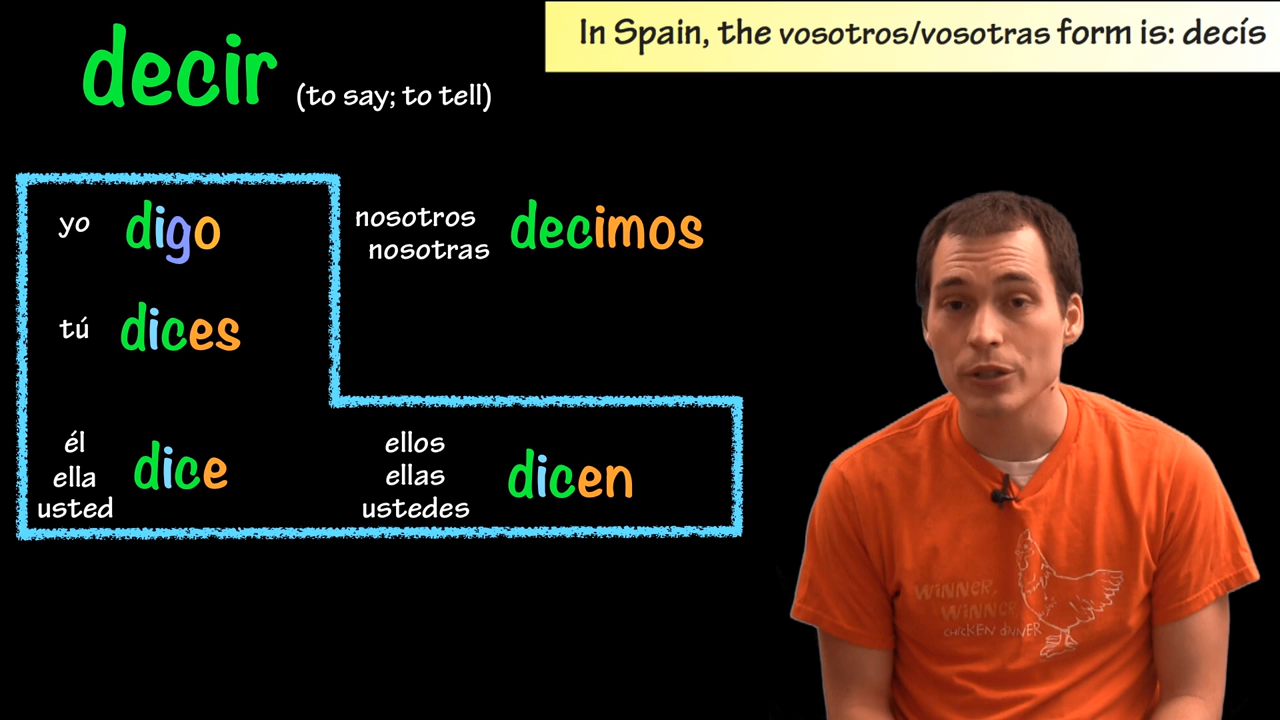 decir (to say; to tell)
In Spain, the vosotros/vosotras form is: decís
yo digo
tú dices
él
ella
usted
dice
nosotros
nosotras
decimos
ellos
ellas
ustedes
dicen
WINNER,
WINNER
CHICKEN DINNER